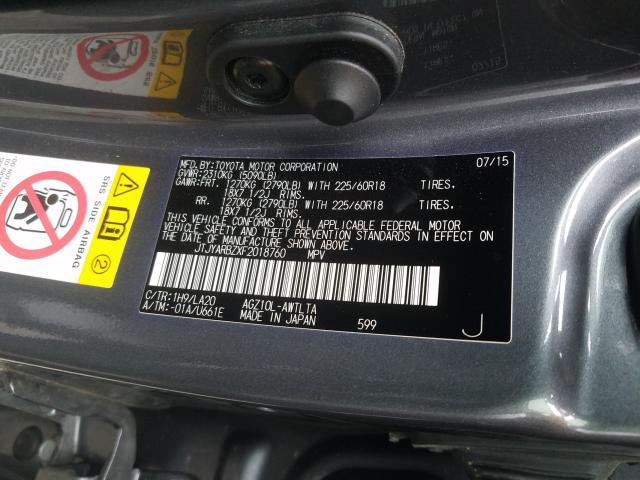 MFD.BY:TOYOTA MOTOR CORPORATION 07/15
GVWR:2310KG (5090LB)
GAWR:FRT. 1270KG (2790LB) WITH 225/60R18 TIRES.
18X7 1/2J RIMS.
RR. 1270KG (2790LB) WITH 225/60R18 TIRES.
18X7 1/2J RIMS.
THIS VEHICLE CONFORMS TO ALL APPLICABLE FEDERAL MOTOR
VEHICLE SAFETY AND THEFT PREVENTION STANDARDS IN EFFECT ON
THE DATE OF MANUFACTURE SHOWN ABOVE.
JTJYARBZXF2018760 MPV
C/TR:1H9/LA20 AGZ10L-AWTLTA
A/TM:-01A/U661E MADE IN JAPAN 599 J
SRS SIDE AIRBAG
2
07/15